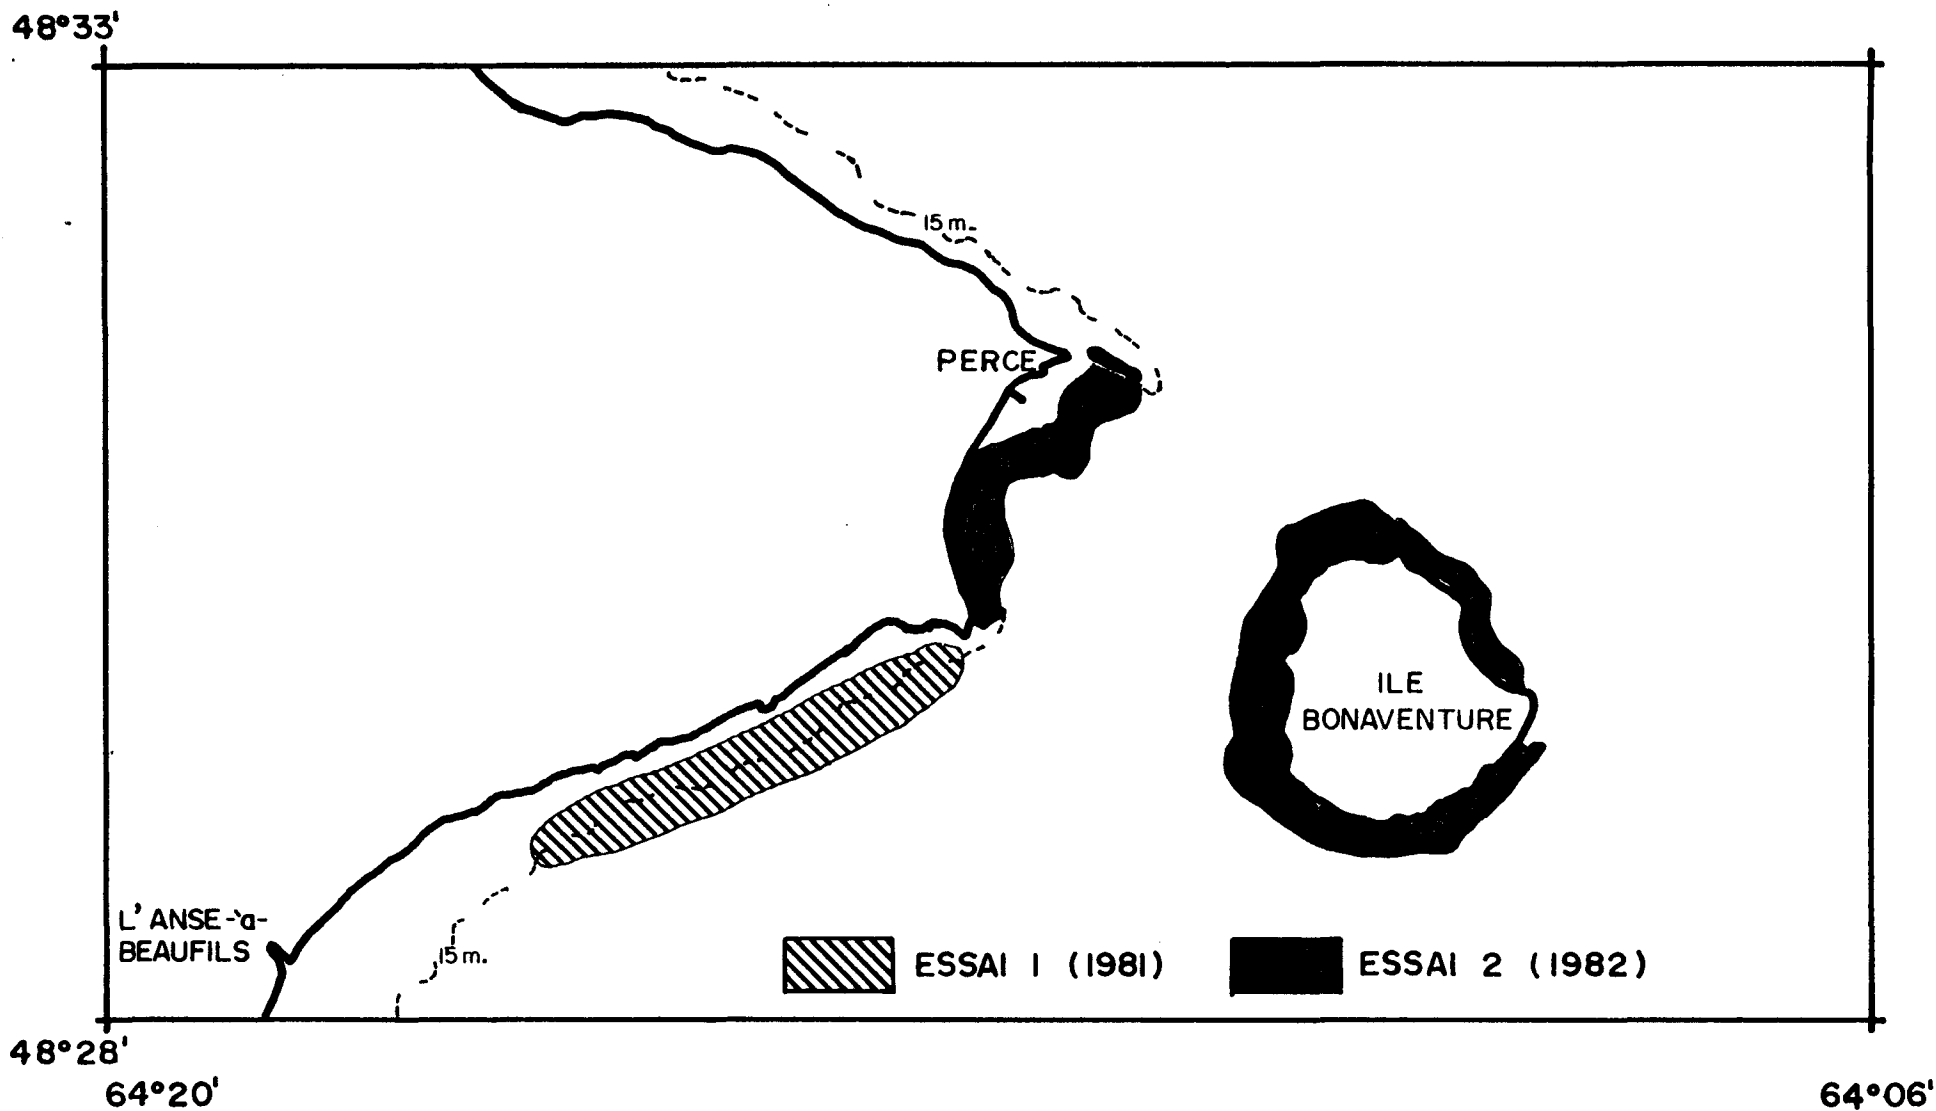 48°33'
15 m.
PERCE
ILE
BONAVENTURE
L' ANSE-à-
BEAUFILS
15 m.
ESSAI 1 (1981)
ESSAI 2 (1982)
48°28'
64°20'
64°06'